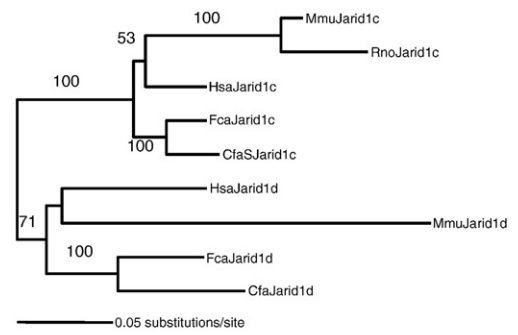 100
MmuJarid1c
53
RnoJarid1c
100
HsaJarid1c
FcaJarid1c
100
CfaSJarid1c
HsaJarid1d
71
MmuJarid1d
100
FcaJarid1d
CfaJarid1d
0.05 substitutions/site